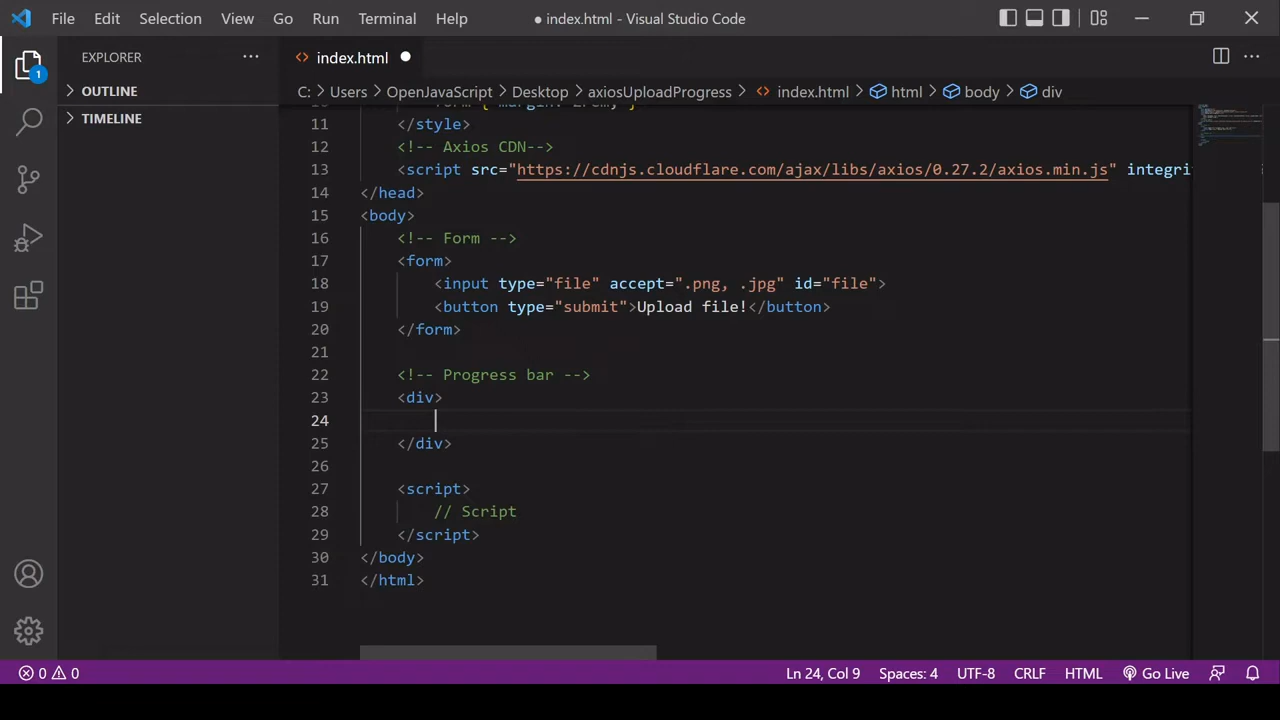 File Edit Selection View Go Run Terminal Help ● index.html - Visual Studio Code
EXPLORER ···
1
OUTLINE
TIMELINE
<> index.html ●
C: > Users > OpenJavaScript > Desktop > axiosUploadProgress > <> index.html > html > body > div
11 </style>
12 <!-- Axios CDN-->
13 <script src="https://cdnjs.cloudflare.com/ajax/libs/axios/0.27.2/axios.min.js" integri
14 </head>
15 <body>
16 <!-- Form -->
17 <form>
18 <input type="file" accept=".png, .jpg" id="file">
19 <button type="submit">Upload file!</button>
20 </form>
21
22 <!-- Progress bar -->
23 <div>
24
25 </div>
26
27 <script>
28 // Script
29 </script>
30 </body>
31 </html>
0 0 Ln 24, Col 9 Spaces: 4 UTF-8 CRLF HTML Go Live